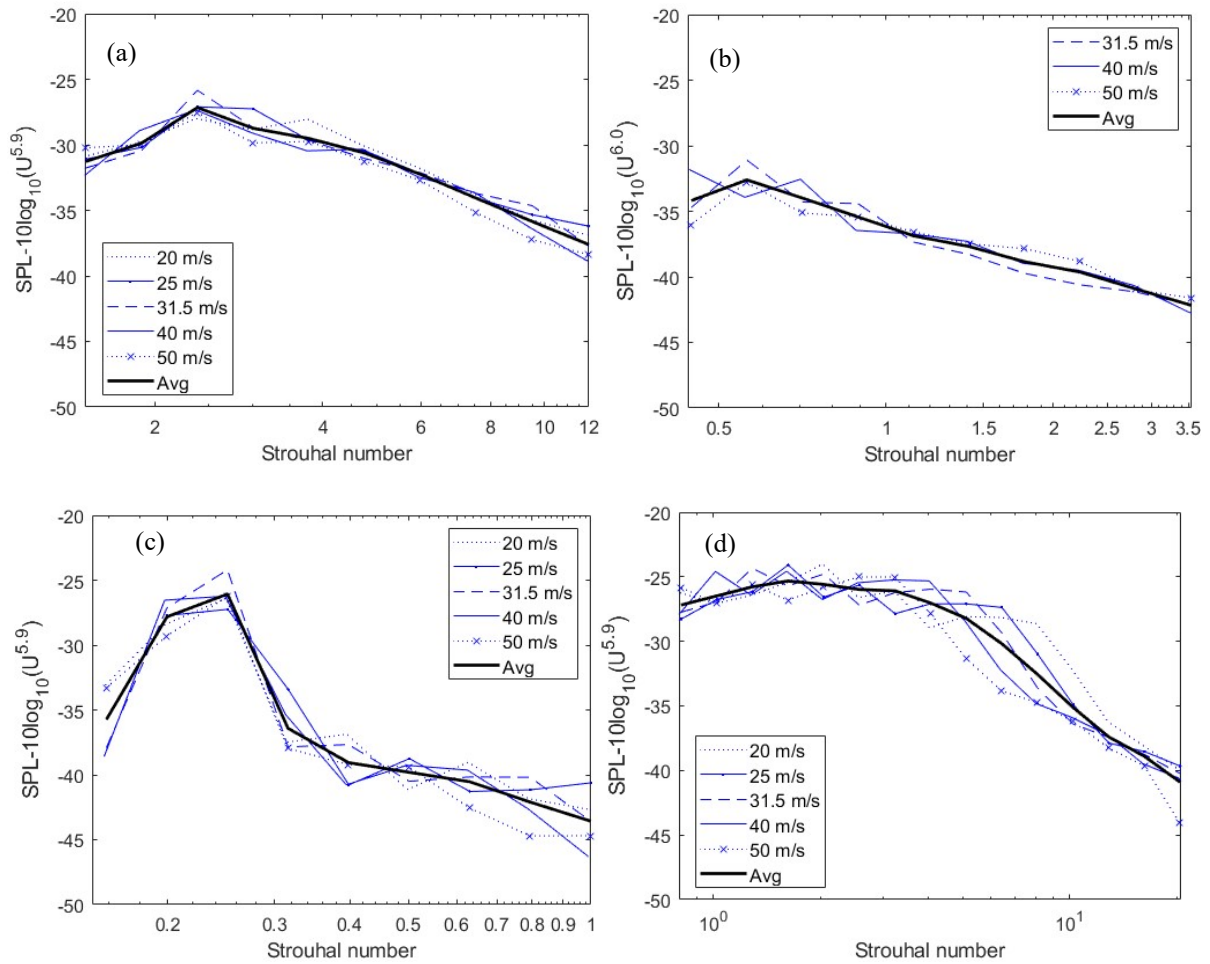 (a)
SPL-10log10(U5.9)
-20
-25
-30
-35
-40
-45
-50
20 m/s
25 m/s
31.5 m/s
40 m/s
50 m/s
Avg
2 4 6 8 10 12
Strouhal number
(b)
SPL-10log10(U6.0)
-20
-25
-30
-35
-40
-45
-50
31.5 m/s
40 m/s
50 m/s
Avg
0.5 1 1.5 2 2.5 3 3.5
Strouhal number
(c)
SPL-10log10(U5.9)
-20
-25
-30
-35
-40
-45
-50
20 m/s
25 m/s
31.5 m/s
40 m/s
50 m/s
Avg
0.2 0.3 0.4 0.5 0.6 0.7 0.8 0.9 1
Strouhal number
(d)
SPL-10log10(U5.9)
-20
-25
-30
-35
-40
-45
-50
20 m/s
25 m/s
31.5 m/s
40 m/s
50 m/s
Avg
10^0 10^1
Strouhal number